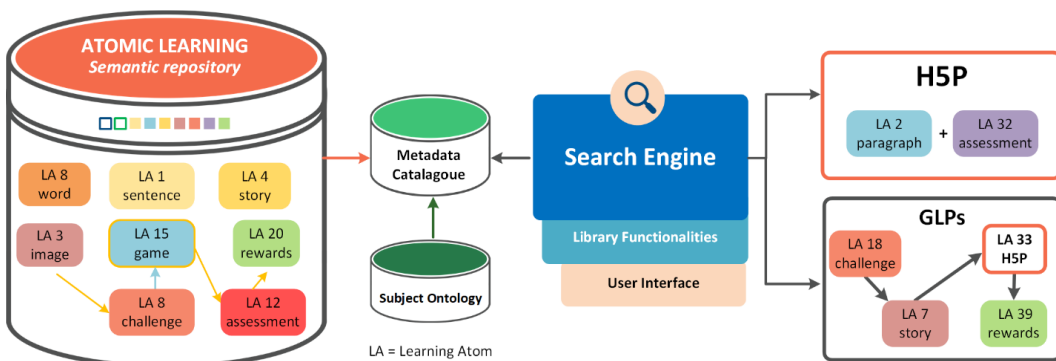 ATOMIC LEARNING
Semantic repository
LA 8
word
LA 1
sentence
LA 4
story
LA 3
image
LA 15
game
LA 20
rewards
LA 8
challenge
LA 12
assessment
Metadata
Catalagoue
Subject Ontology
LA = Learning Atom
Search Engine
Library Functionalities
User Interface
H5P
LA 2
paragraph
+
LA 32
assessment
GLPs
LA 18
challenge
LA 33
H5P
LA 7
story
LA 39
rewards